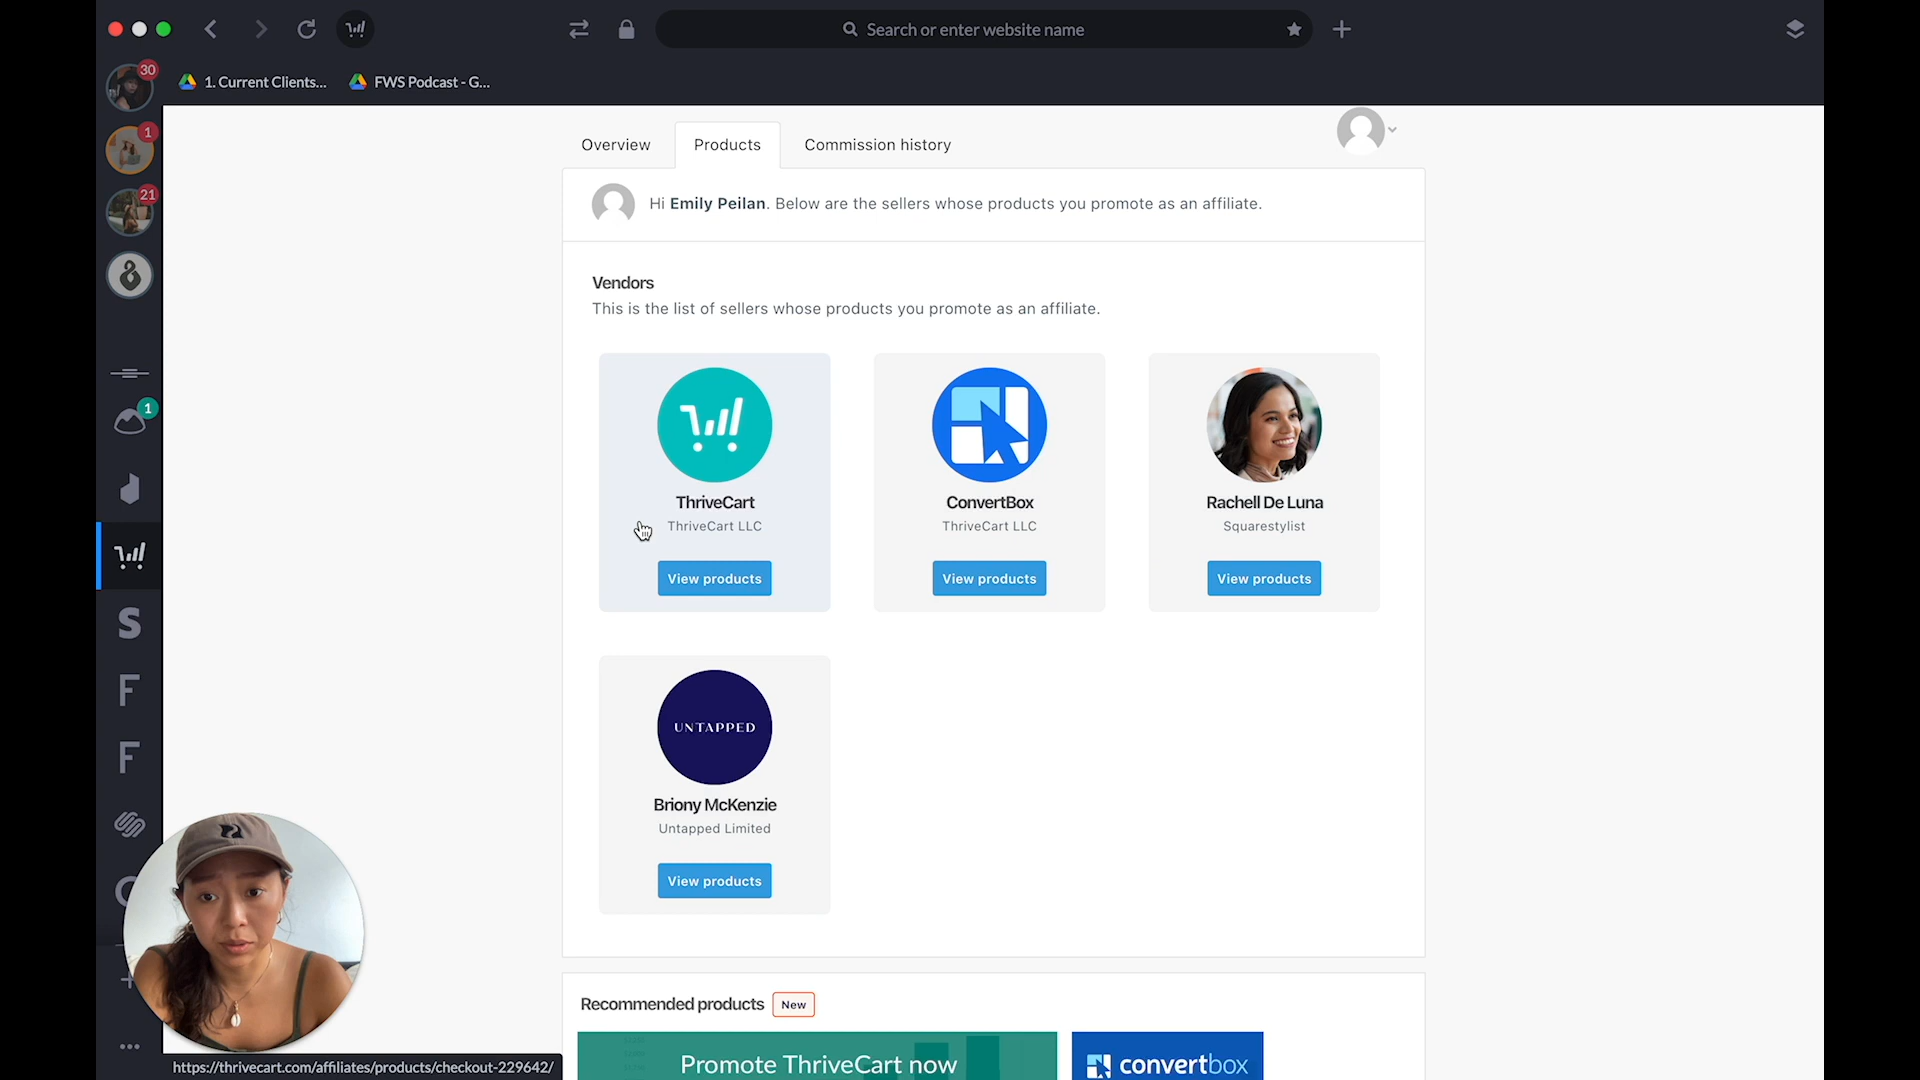 Search or enter website name
30
1. Current Clients...
FWS Podcast - G...
1
21
1
S
F
F
Overview
Products
Commission history
Hi Emily Peilan. Below are the sellers whose products you promote as an affiliate.
Vendors
This is the list of sellers whose products you promote as an affiliate.
ThriveCart
ThriveCart LLC
View products
ConvertBox
ThriveCart LLC
View products
Rachell De Luna
Squarestylist
View products
UNTAPPED
Briony McKenzie
Untapped Limited
View products
Recommended products
New
Promote ThriveCart now
convertbox
https://thrivecart.com/affiliates/products/checkout-229642/